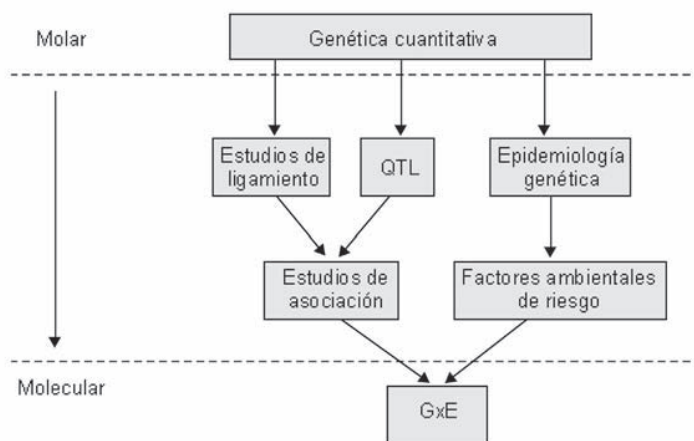 Molar
Genética cuantitativa
Estudios de
ligamiento
QTL
Epidemiología
genética
Estudios de
asociación
Factores ambientales
de riesgo
Molecular
GxE